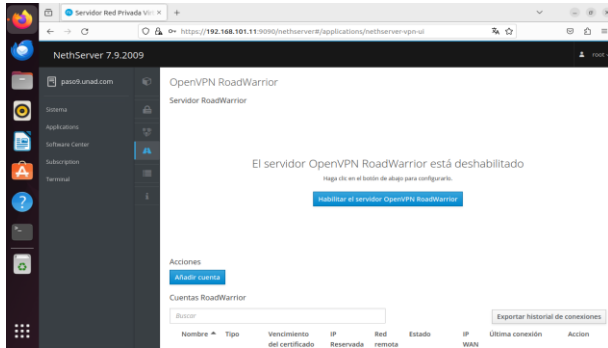 Servidor Red Privada Virt
https://192.168.101.11:9090/nethserver#/applications/nethserver-vpn-ui
NethServer 7.9.2009
root
paso9.unad.com
Sistema
Applications
Software Center
Subscription
Terminal
OpenVPN RoadWarrior
Servidor RoadWarrior
El servidor OpenVPN RoadWarrior está deshabilitado
Haga clic en el botón de abajo para configurarlo.
Habilitar el servidor OpenVPN RoadWarrior
Acciones
Añadir cuenta
Cuentas RoadWarrior
Buscar
Exportar historial de conexiones
Nombre Tipo Vencimiento del certificado IP Reservada Red remota Estado IP WAN Última conexión Accion